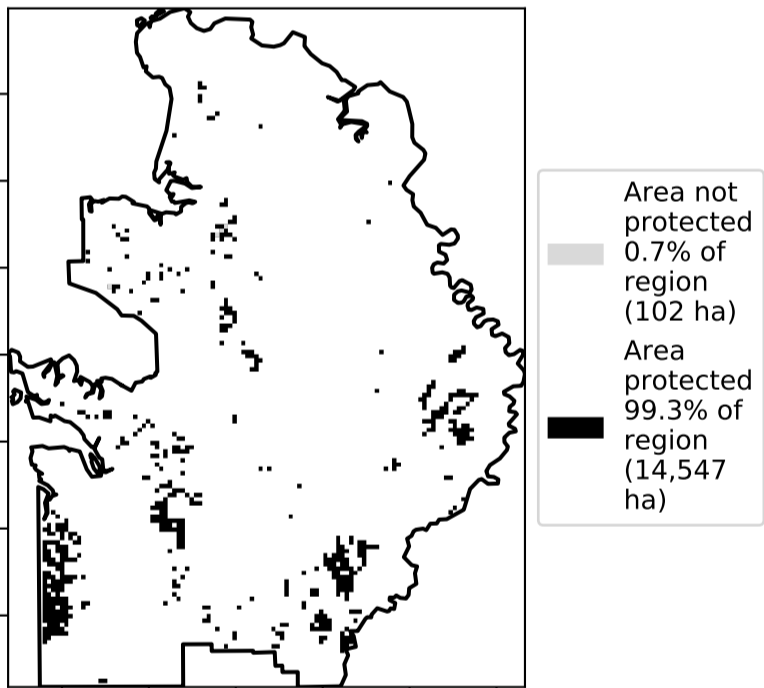 Area not
protected
0.7% of
region
(102 ha)
Area
protected
99.3% of
region
(14,547
ha)